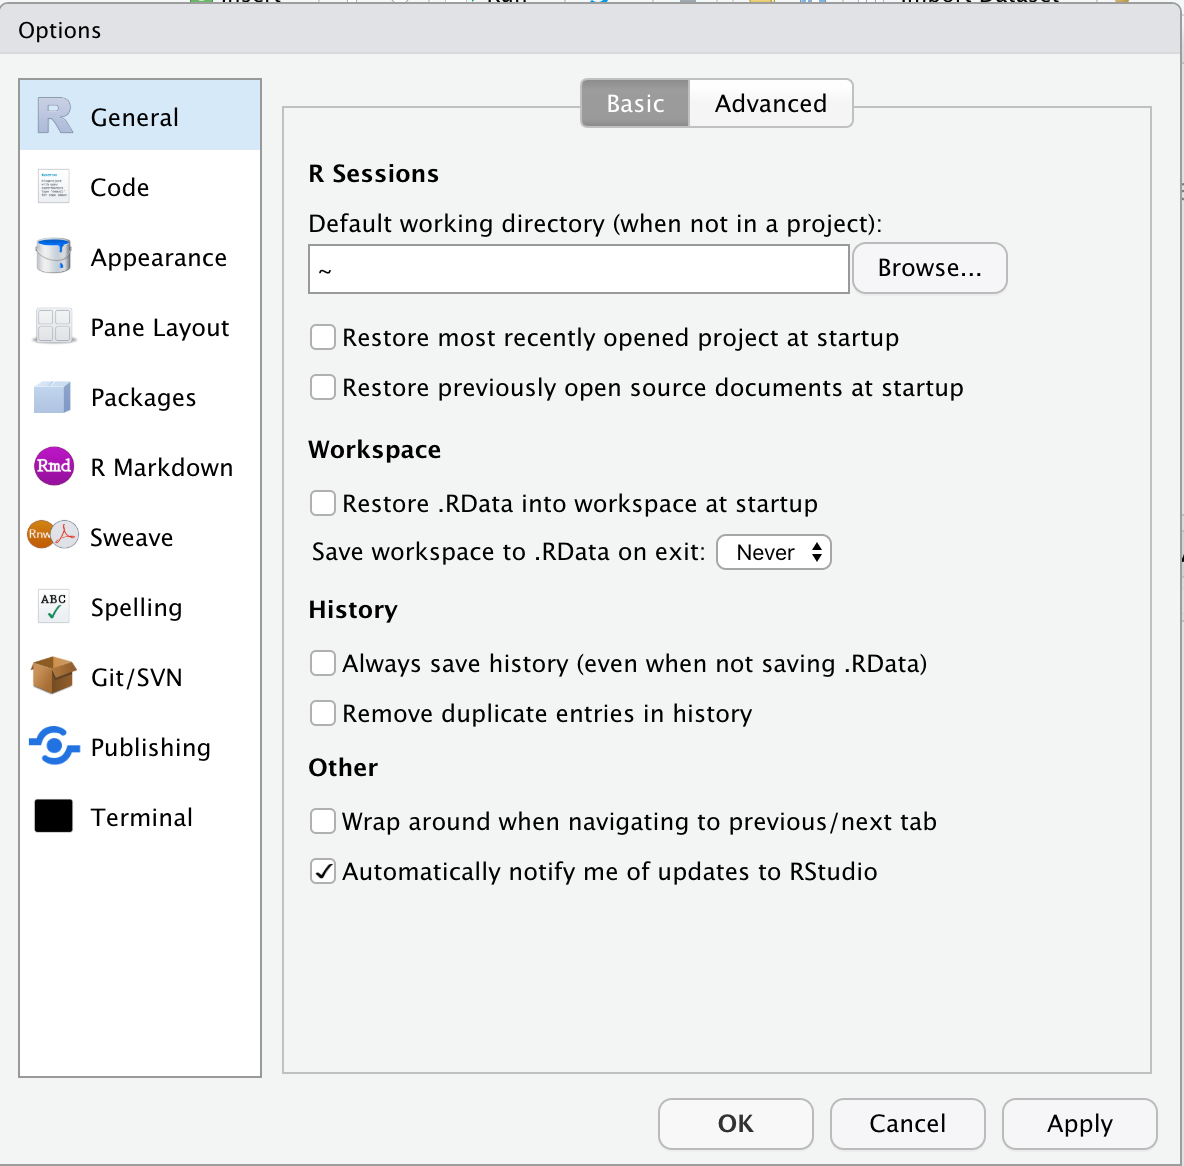 Insert Run Import Dataset
Options
General
Code
Appearance
Pane Layout
Packages
Rmd R Markdown
Rnw Sweave
ABC Spelling
Git/SVN
Publishing
Terminal
Basic Advanced
R Sessions
Default working directory (when not in a project):
~ Browse...
Restore most recently opened project at startup
Restore previously open source documents at startup
Workspace
Restore .RData into workspace at startup
Save workspace to .RData on exit: Never
History
Always save history (even when not saving .RData)
Remove duplicate entries in history
Other
Wrap around when navigating to previous/next tab
Automatically notify me of updates to RStudio
OK Cancel Apply